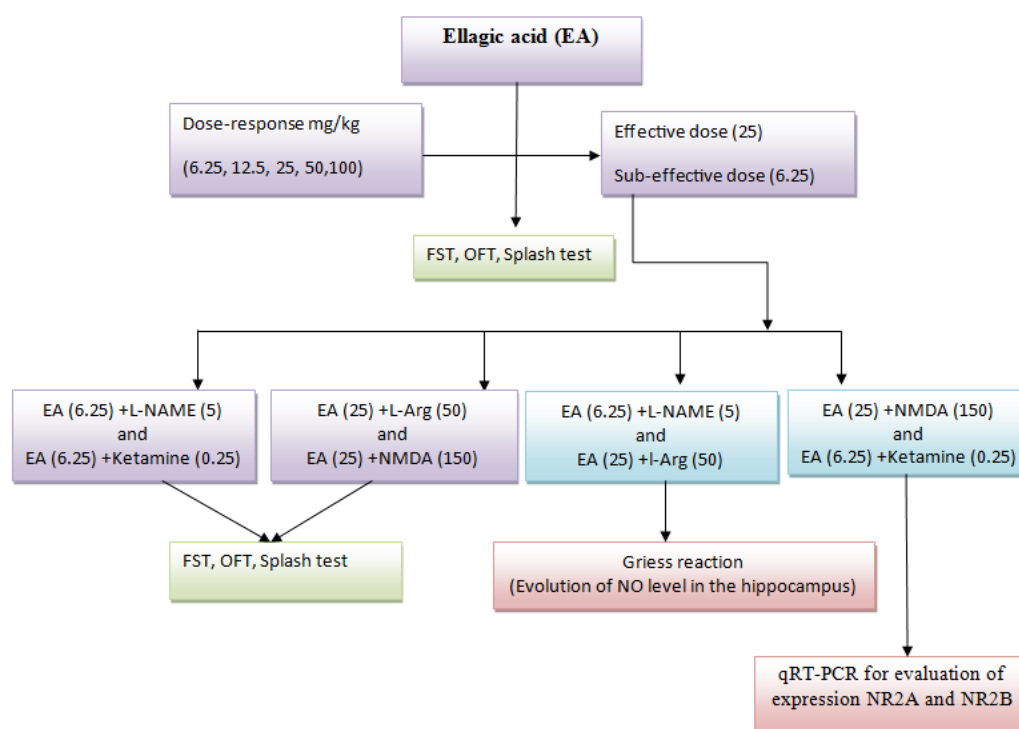 Ellagic acid (EA)
Dose-response mg/kg
(6.25, 12.5, 25, 50,100)
Effective dose (25)
Sub-effective dose (6.25)
FST, OFT, Splash test
EA (6.25) +L-NAME (5)
and
EA (6.25) +Ketamine (0.25)
EA (25) +L-Arg (50)
and
EA (25) +NMDA (150)
EA (6.25) +L-NAME (5)
and
EA (25) +l-Arg (50)
EA (25) +NMDA (150)
and
EA (6.25) +Ketamine (0.25)
FST, OFT, Splash test
Griess reaction
(Evolution of NO level in the hippocampus)
qRT-PCR for evaluation of
expression NR2A and NR2B